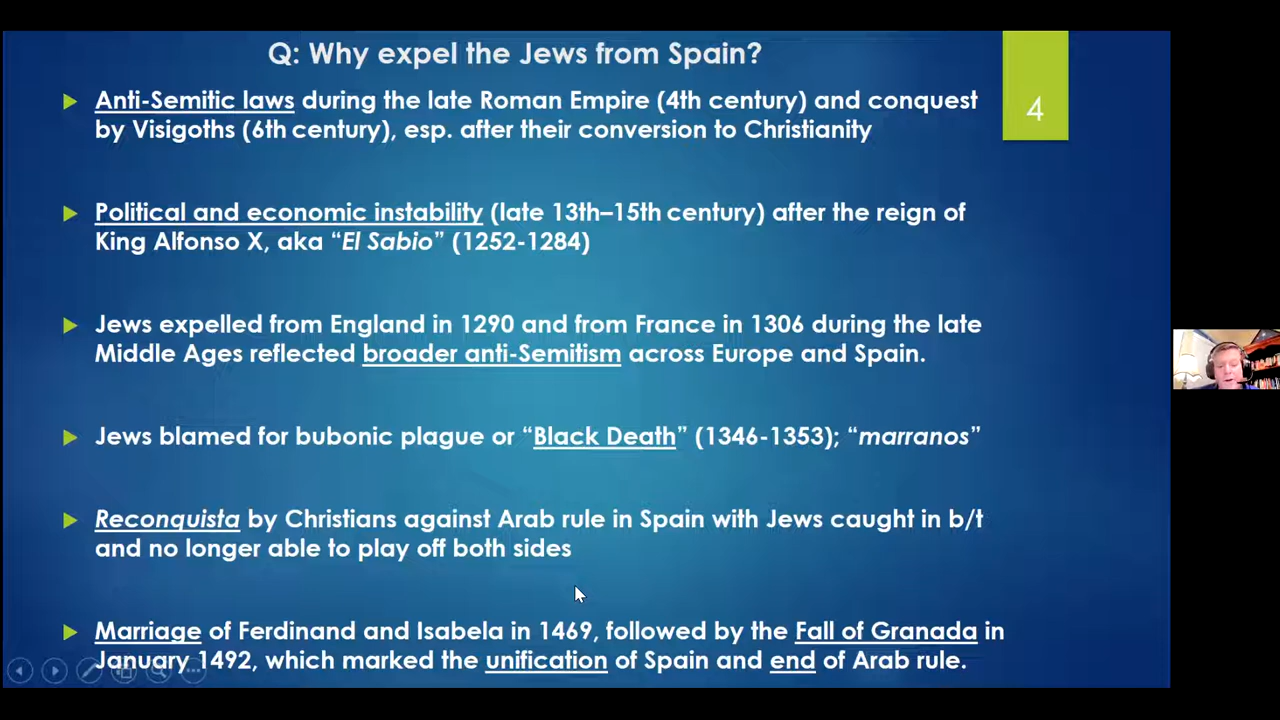 Q: Why expel the Jews from Spain?
4
Anti-Semitic laws during the late Roman Empire (4th century) and conquest
by Visigoths (6th century), esp. after their conversion to Christianity
Political and economic instability (late 13th–15th century) after the reign of
King Alfonso X, aka “El Sabio” (1252-1284)
Jews expelled from England in 1290 and from France in 1306 during the late
Middle Ages reflected broader anti-Semitism across Europe and Spain.
Jews blamed for bubonic plague or “Black Death” (1346-1353); “marranos”
Reconquista by Christians against Arab rule in Spain with Jews caught in b/t
and no longer able to play off both sides
Marriage of Ferdinand and Isabela in 1469, followed by the Fall of Granada in
January 1492, which marked the unification of Spain and end of Arab rule.